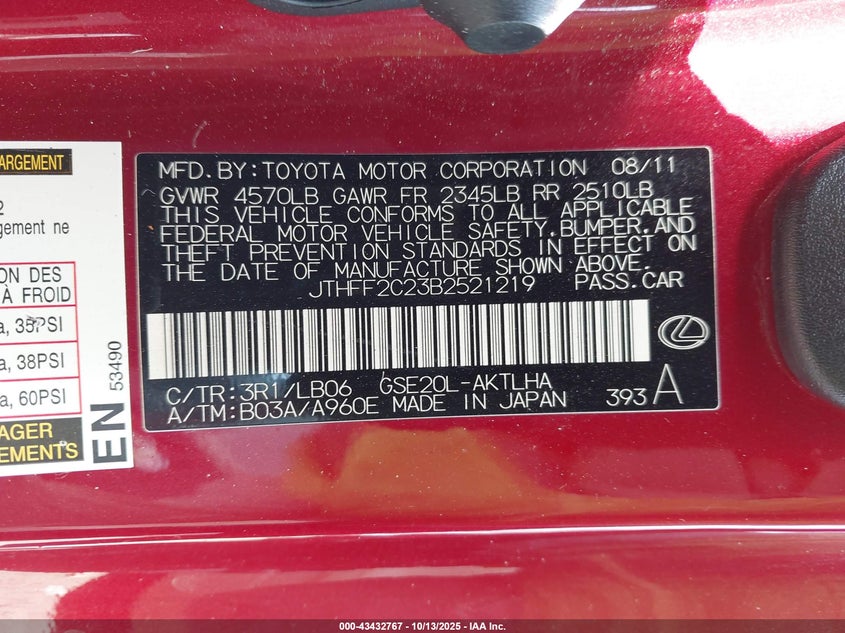 ARGEMENT
2
gement ne
ON DES
À FROID
a, 35PSI
a, 38PSI
a, 60PSI
AGER
EMENTS
EN
53490
MFD.BY:TOYOTA MOTOR CORPORATION 08/11
GVWR 4570LB GAWR FR 2345LB RR 2510LB
THIS VEHICLE CONFORMS TO ALL APPLICABLE
FEDERAL MOTOR VEHICLE SAFETY,BUMPER,AND
THEFT PREVENTION STANDARDS IN EFFECT ON
THE DATE OF MANUFACTURE SHOWN ABOVE.
JTHFF2C23B2521219 PASS.CAR
C/TR:3R1/LB06 GSE20L-AKTLHA
A/TM:B03A/A960E MADE IN JAPAN 393 A
000-43432767 | 10/13/2025 | IAA Inc.